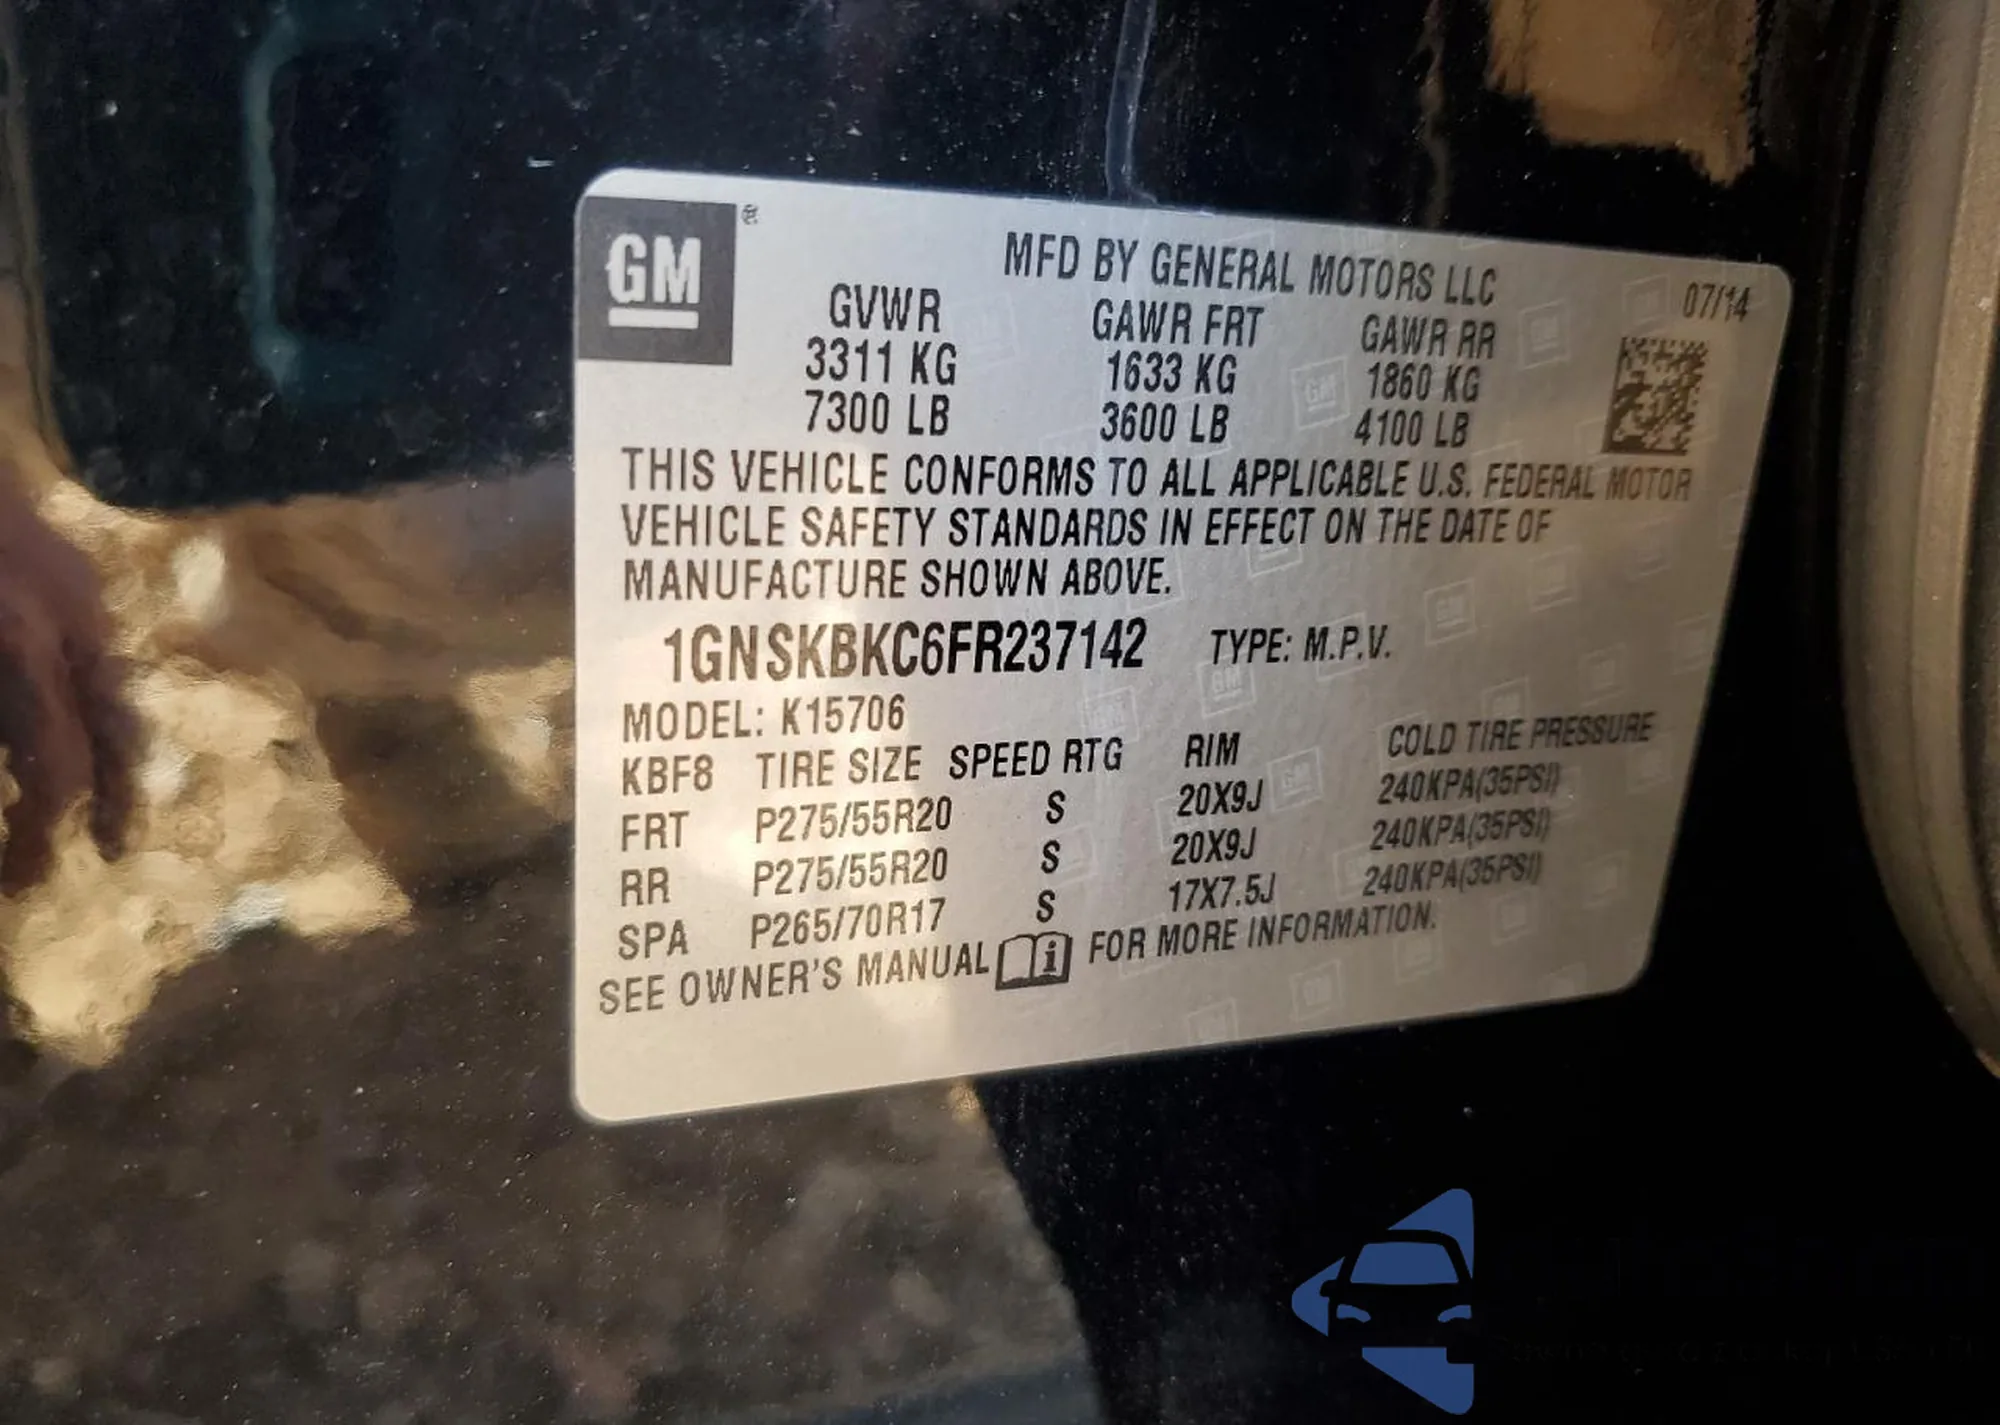 GM ®
MFD BY GENERAL MOTORS LLC
07/14
GVWR GAWR FRT GAWR RR
3311 KG 1633 KG 1860 KG
7300 LB 3600 LB 4100 LB
THIS VEHICLE CONFORMS TO ALL APPLICABLE U.S. FEDERAL MOTOR
VEHICLE SAFETY STANDARDS IN EFFECT ON THE DATE OF
MANUFACTURE SHOWN ABOVE.
1GNSKBKC6FR237142 TYPE: M.P.V.
MODEL: K15706
KBF8 TIRE SIZE SPEED RTG RIM COLD TIRE PRESSURE
FRT P275/55R20 S 20X9J 240KPA(35PSI)
RR P275/55R20 S 20X9J 240KPA(35PSI)
SPA P265/70R17 S 17X7.5J 240KPA(35PSI)
SEE OWNER'S MANUAL FOR MORE INFORMATION.